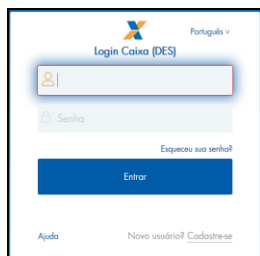 Português
Login Caixa (DES)
Senha
Esqueceu sua senha?
Entrar
Ajuda
Novo usuário? Cadastre-se